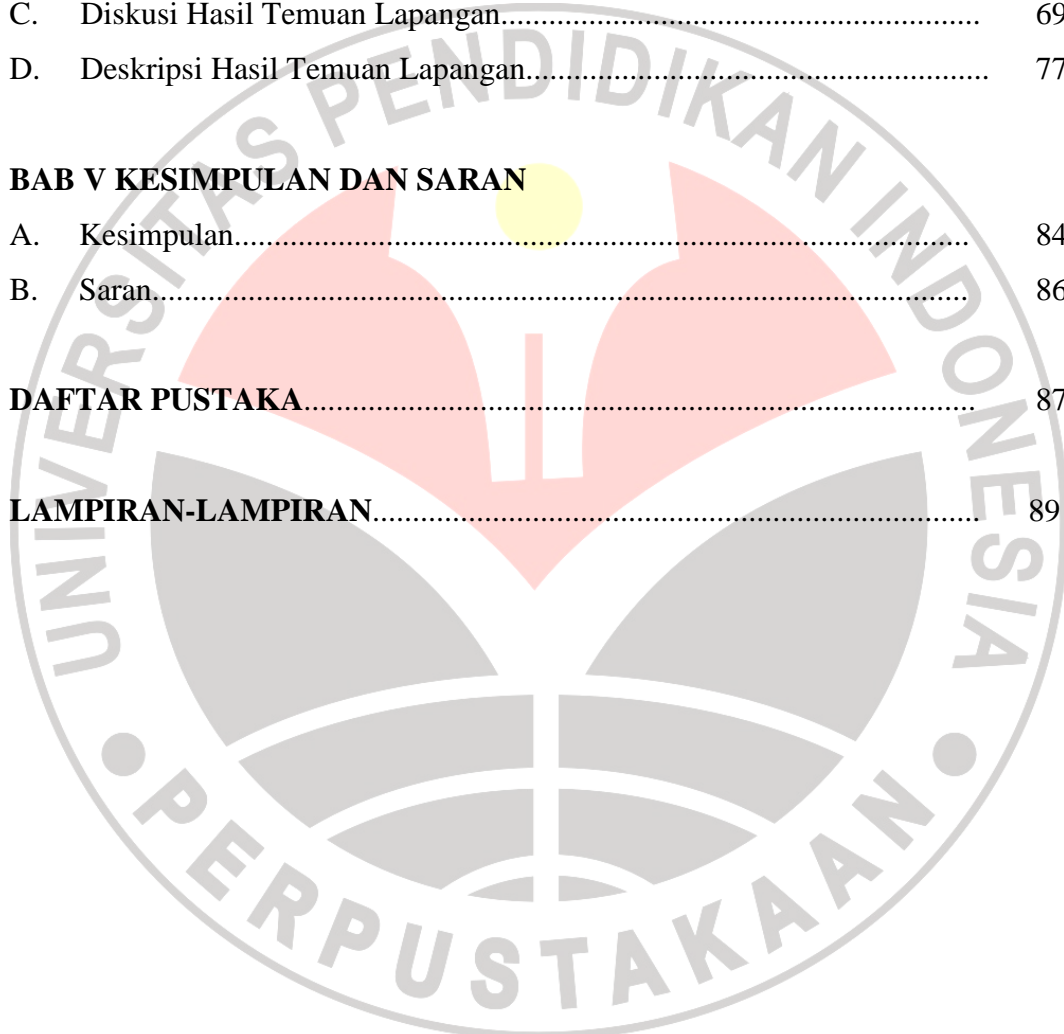 C. Diskusi Hasil Temuan Lapangan.................................................................. 69
D. Deskripsi Hasil Temuan Lapangan................................................................ 77
BAB V KESIMPULAN DAN SARAN
A. Kesimpulan..................................................................................................... 84
B. Saran................................................................................................................ 86
DAFTAR PUSTAKA............................................................................................ 87
LAMPIRAN-LAMPIRAN.................................................................................... 89
UNIVERSITAS PENDIDIKAN INDONESIA
PERPUSTAKAAN